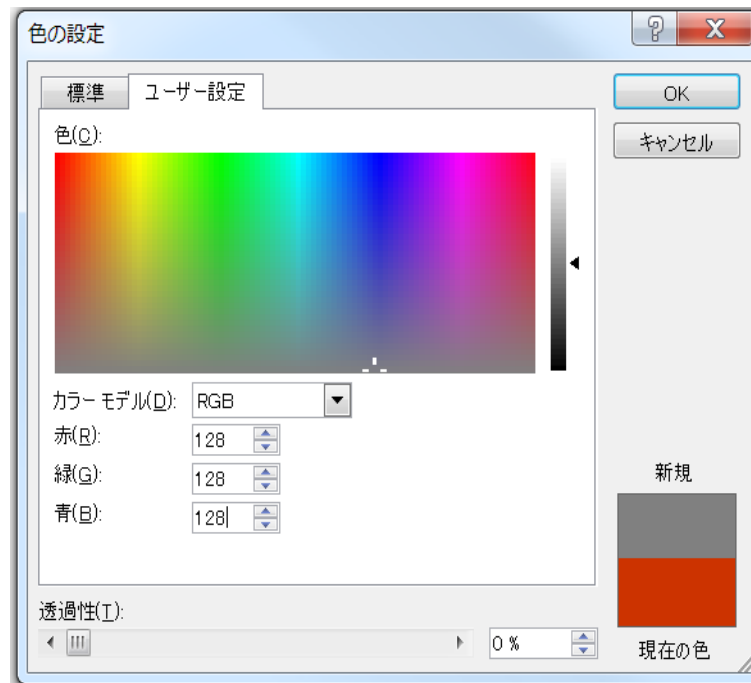 色の設定
標準 ユーザー設定
OK
キャンセル
色(C):
カラー モデル(D): RGB
赤(R): 128
緑(G): 128
青(B): 128
新規
現在の色
透過性(T):
0 %